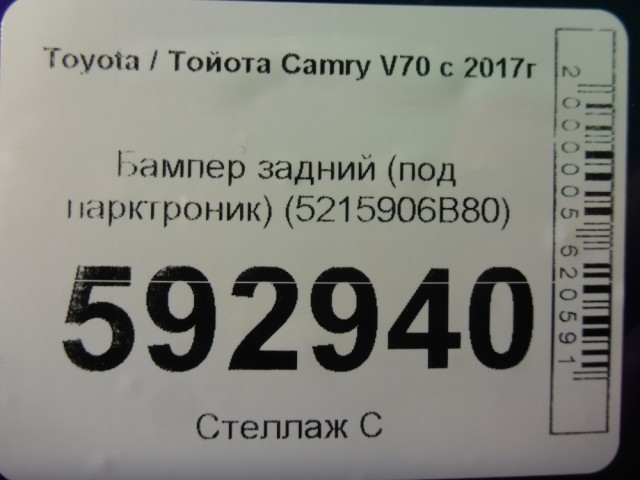 Toyota / Тойота Camry V70 с 2017г
Бампер задний (под
парктроник) (5215906B80)
592940
Стеллаж С
2000005620591